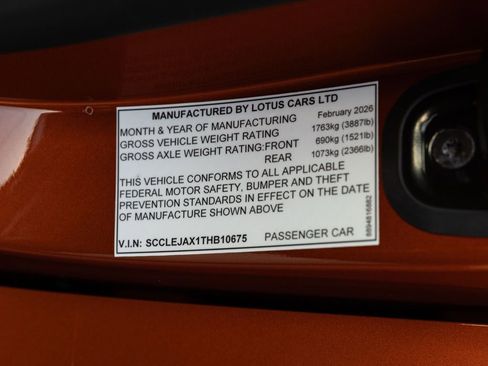 MANUFACTURED BY LOTUS CARS LTD
MONTH & YEAR OF MANUFACTURING February 2026
GROSS VEHICLE WEIGHT RATING 1763kg (3887lb)
GROSS AXLE WEIGHT RATING:FRONT 690kg (1521lb)
REAR 1073kg (2366lb)
THIS VEHICLE CONFORMS TO ALL APPLICABLE
FEDERAL MOTOR SAFETY, BUMPER AND THEFT
PREVENTION STANDARDS IN EFFECT ON THE DATE
OF MANUFACTURE SHOWN ABOVE
V.I.N: SCCLEJAX1THB10675 PASSENGER CAR
8894816882